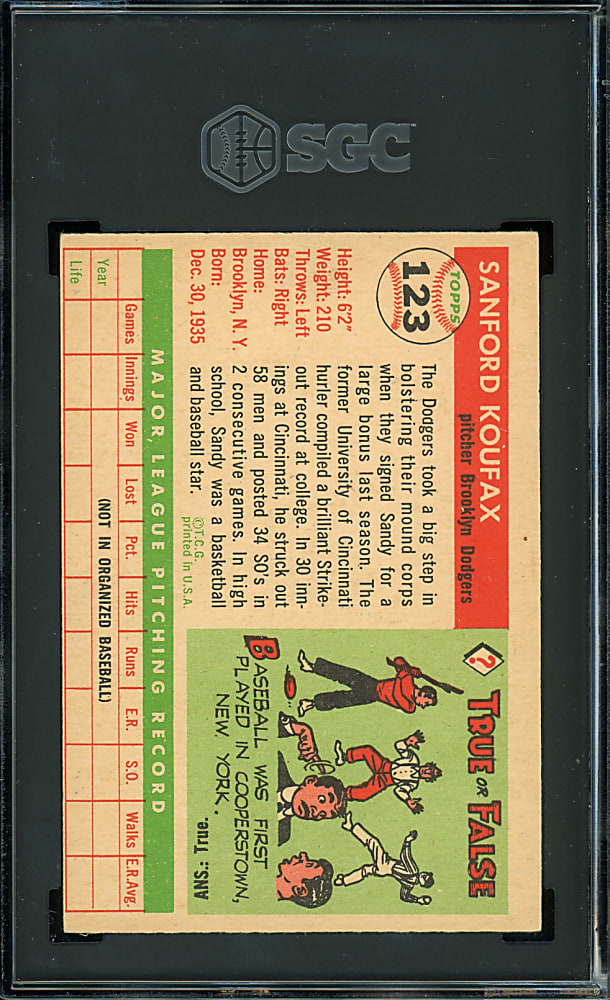 SGC
SANFORD KOUFAX
pitcher Brooklyn Dodgers
TOPPS
123
Height: 6'2"
Weight: 210
Throws: Left
Bats: Right
Home:
Brooklyn, N. Y.
Born:
Dec. 30, 1935
The Dodgers took a big step in
bolstering their mound corps
when they signed Sandy for a
large bonus last season. The
former University of Cincinnati
hurler compiled a brilliant Strike-
out record at college. In 30 inn-
ings at Cincinnati, he struck out
58 men and posted 34 SO's in
2 consecutive games. In high
school, Sandy was a basketball
and baseball star.
©T.C.G.
printed in U.S.A.
?
TRUE OR FALSE
BASEBALL WAS FIRST
PLAYED IN COOPERSTOWN,
NEW YORK.
ANS.: True.
MAJOR LEAGUE PITCHING RECORD
Games Innings Won Lost Pct. Hits Runs E.R. S.O. Walks E.R.Avg.
Year (NOT IN ORGANIZED BASEBALL)
Life